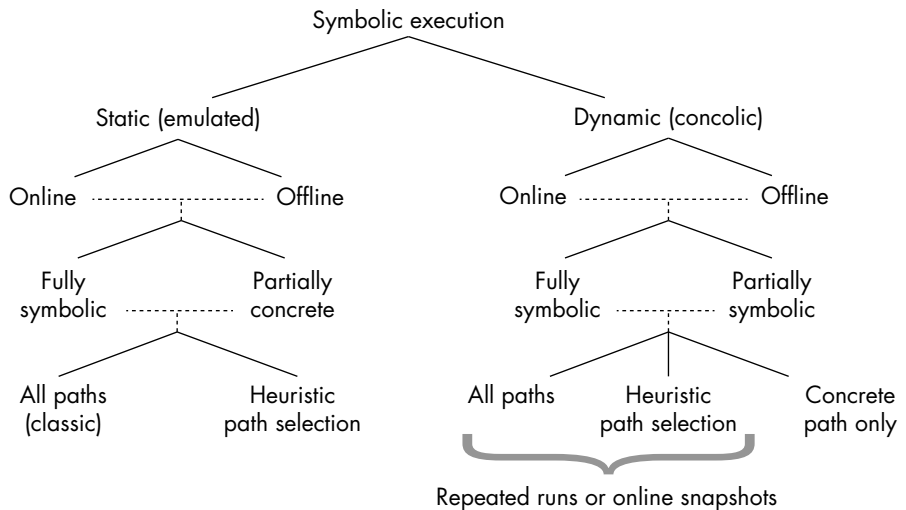 Symbolic execution
Static (emulated)
Dynamic (concolic)
Online
Offline
Online
Offline
Fully
symbolic
Partially
concrete
Fully
symbolic
Partially
symbolic
All paths
(classic)
Heuristic
path selection
All paths
Heuristic
path selection
Concrete
path only
Repeated runs or online snapshots